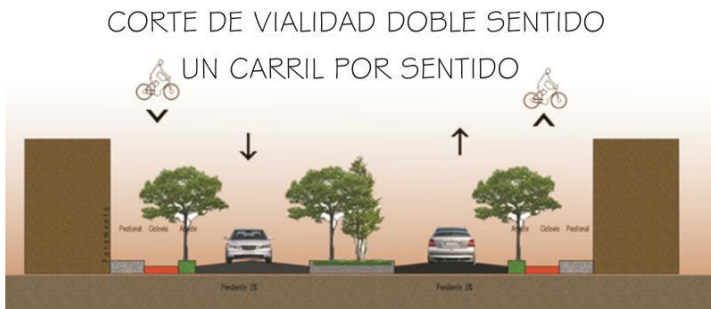 CORTE DE VIALIDAD DOBLE SENTIDO
UN CARRIL POR SENTIDO
Paramento
Peatonal Ciclovía Arriate
Arriate Ciclovía Peatonal
Pendiente 2% Pendiente 2%